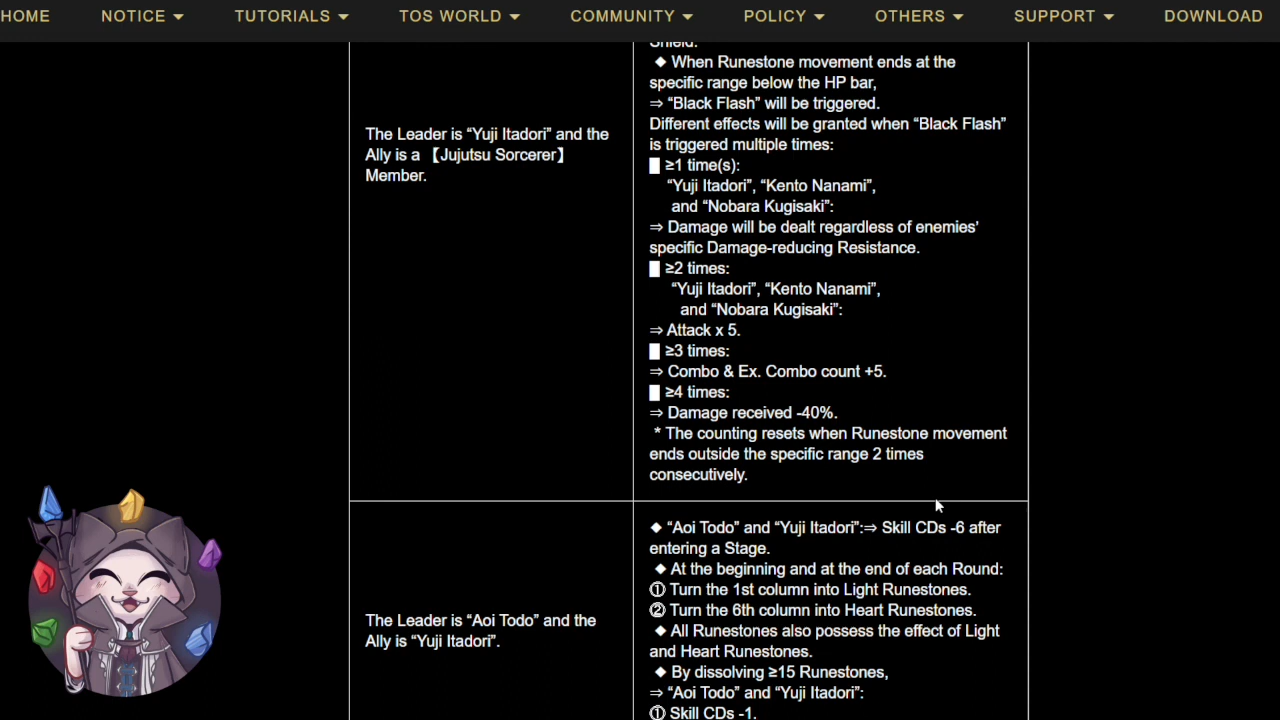 HOME NOTICE TUTORIALS TOS WORLD COMMUNITY POLICY OTHERS SUPPORT DOWNLOAD
The Leader is “Yuji Itadori” and the
Ally is a 【Jujutsu Sorcerer】
Member.
Shield.
◆ When Runestone movement ends at the
specific range below the HP bar,
⇒ “Black Flash” will be triggered.
Different effects will be granted when “Black Flash”
is triggered multiple times:
█ ≥1 time(s):
“Yuji Itadori”, “Kento Nanami”,
and “Nobara Kugisaki”:
⇒ Damage will be dealt regardless of enemies’
specific Damage-reducing Resistance.
█ ≥2 times:
“Yuji Itadori”, “Kento Nanami”,
and “Nobara Kugisaki”:
⇒ Attack x 5.
█ ≥3 times:
⇒ Combo & Ex. Combo count +5.
█ ≥4 times:
⇒ Damage received -40%.
* The counting resets when Runestone movement
ends outside the specific range 2 times
consecutively.
The Leader is “Aoi Todo” and the
Ally is “Yuji Itadori”.
◆ “Aoi Todo” and “Yuji Itadori”:⇒ Skill CDs -6 after
entering a Stage.
◆ At the beginning and at the end of each Round:
① Turn the 1st column into Light Runestones.
② Turn the 6th column into Heart Runestones.
◆ All Runestones also possess the effect of Light
and Heart Runestones.
◆ By dissolving ≥15 Runestones,
⇒ “Aoi Todo” and “Yuji Itadori”:
① Skill CDs -1.